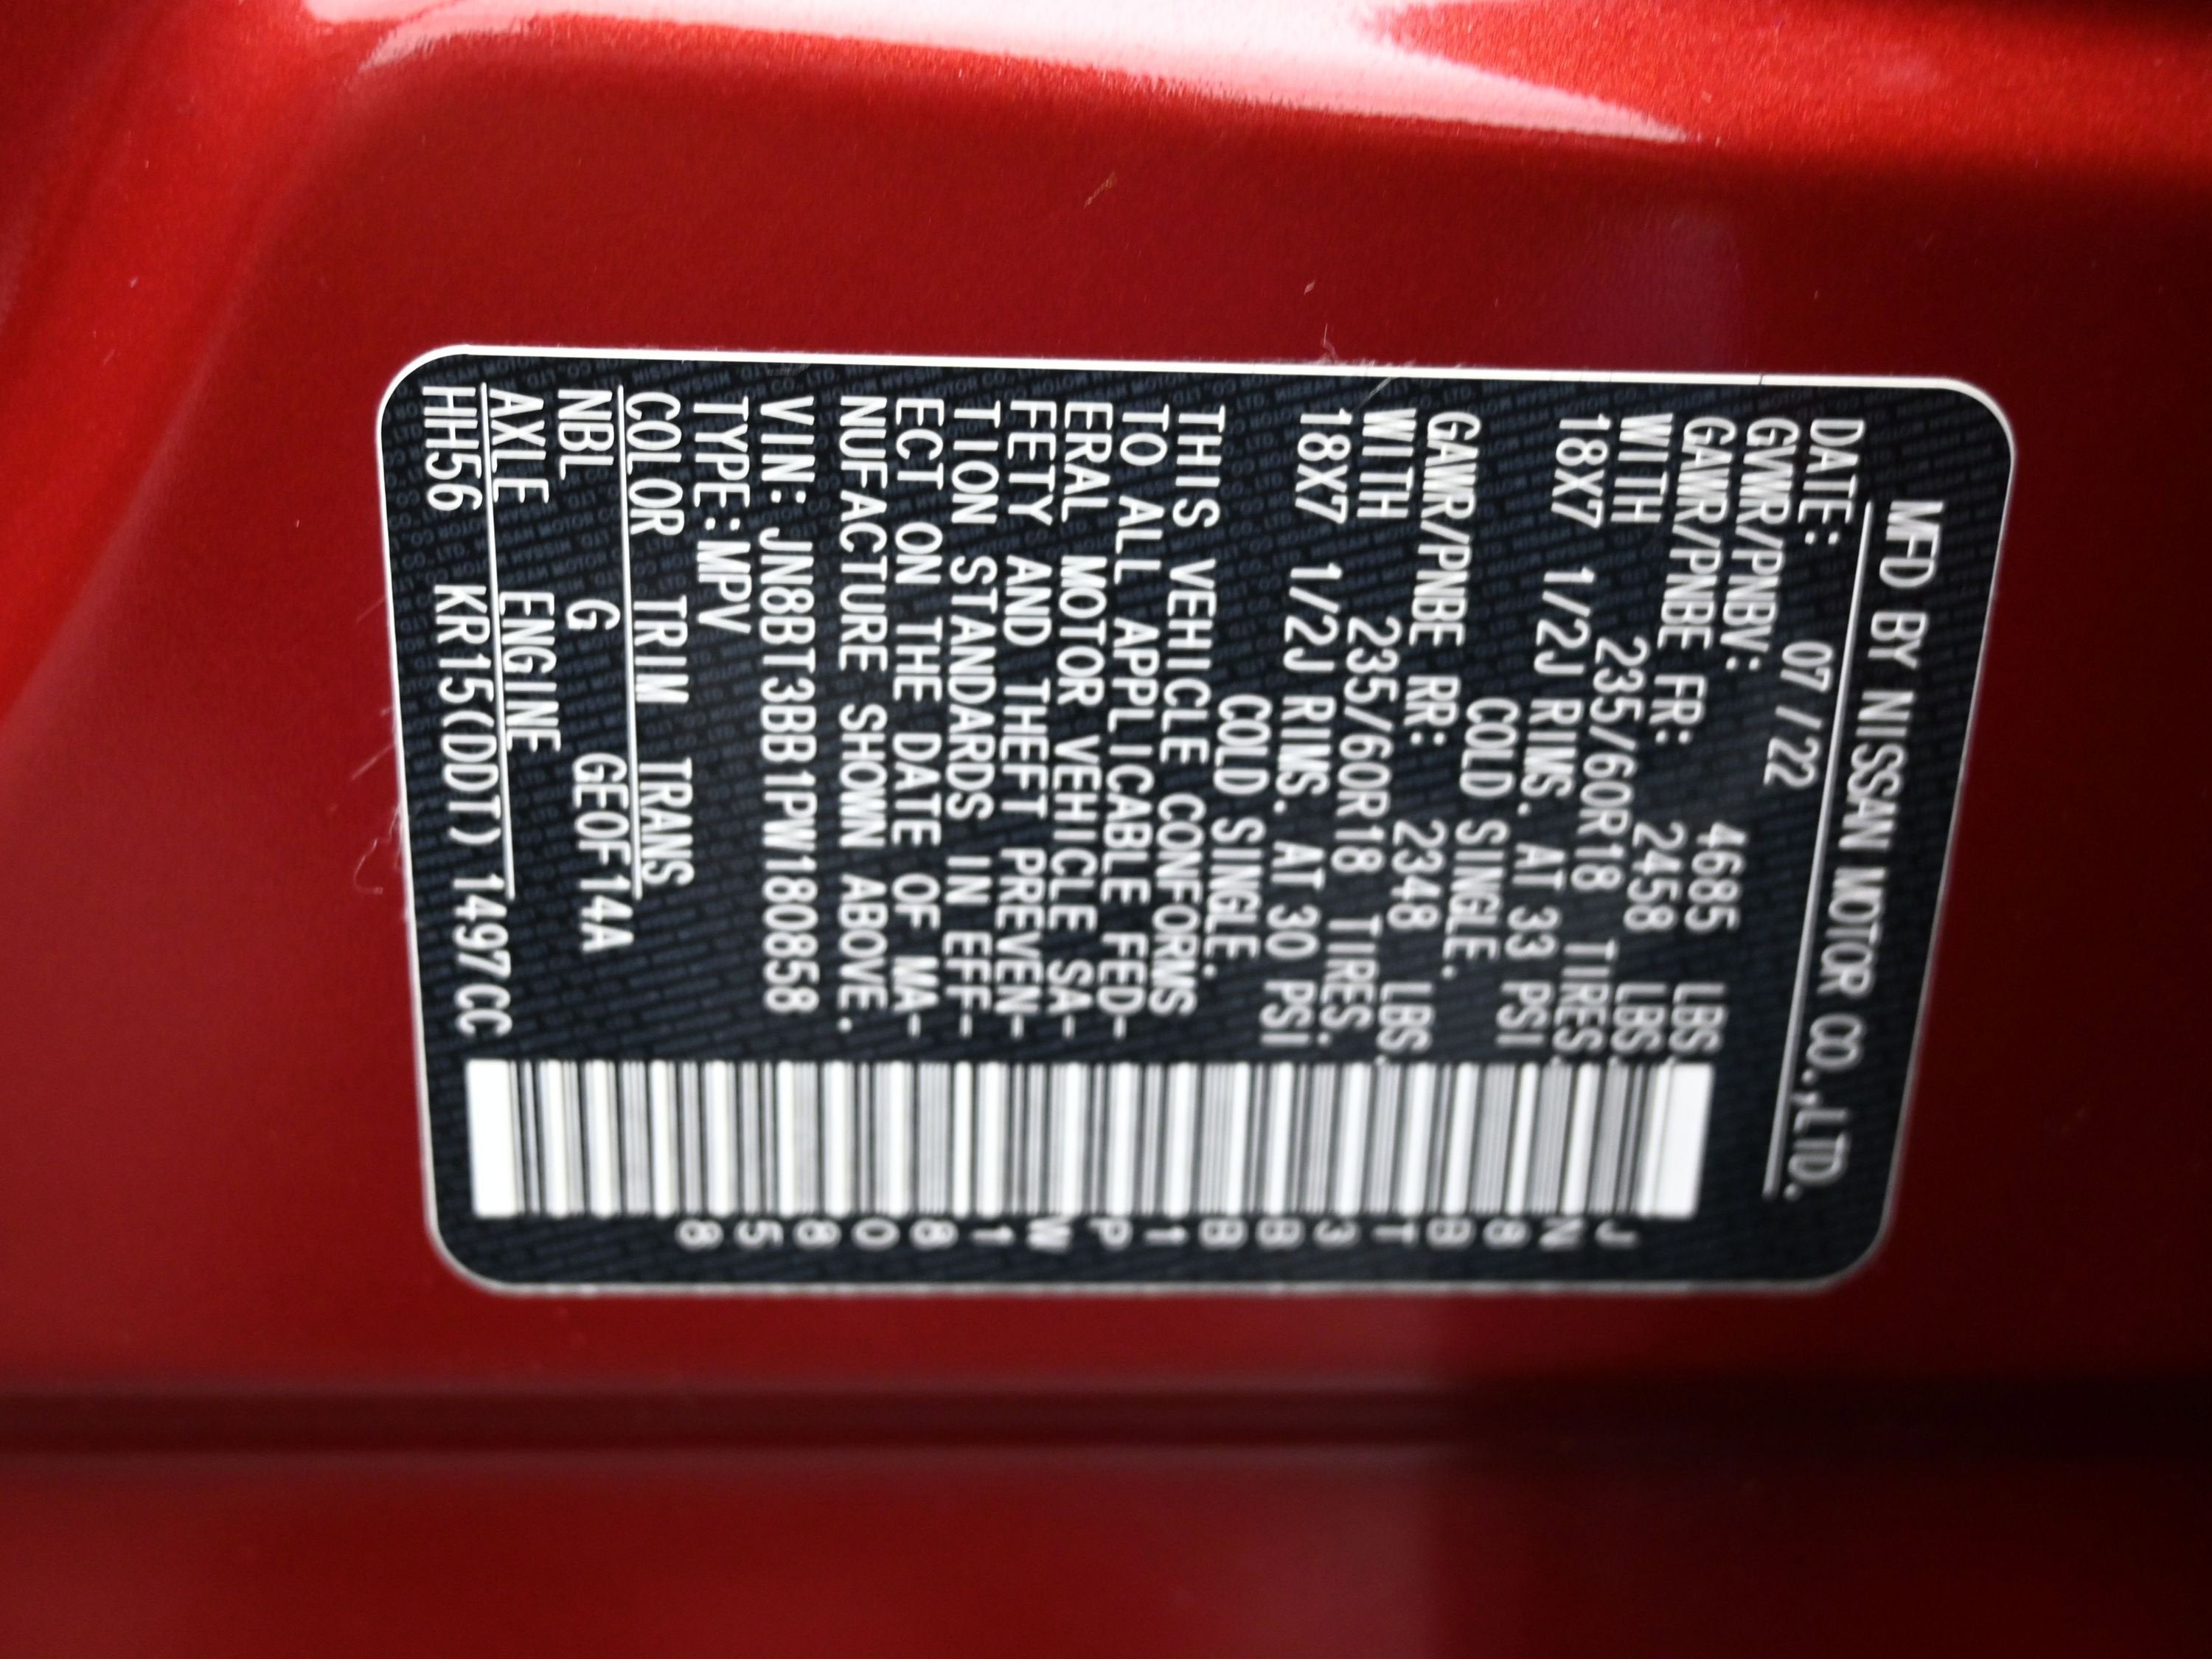 MFD BY NISSAN MOTOR CO.,LTD.
DATE: 07/22
GVWR/PNBV: 4685 LBS
GAWR/PNBE FR: 2458 LBS.
WITH 235/60R18 TIRES.
18X7 1/2J RIMS. AT 33 PSI
COLD SINGLE.
GAWR/PNBE RR: 2348 LBS.
WITH 235/60R18 TIRES.
18X7 1/2J RIMS. AT 30 PSI
COLD SINGLE.
THIS VEHICLE CONFORMS
TO ALL APPLICABLE FED-
ERAL MOTOR VEHICLE SA-
FETY AND THEFT PREVEN-
TION STANDARDS IN EFF-
ECT ON THE DATE OF MA-
NUFACTURE SHOWN ABOVE.
VIN: JN8BT3BB1PW180858
TYPE:MPV
COLOR TRIM TRANS
NBL G GE0F14A
AXLE ENGINE
HH56 KR15(DDT) 1497CC
JN8BT3BB1PW180858